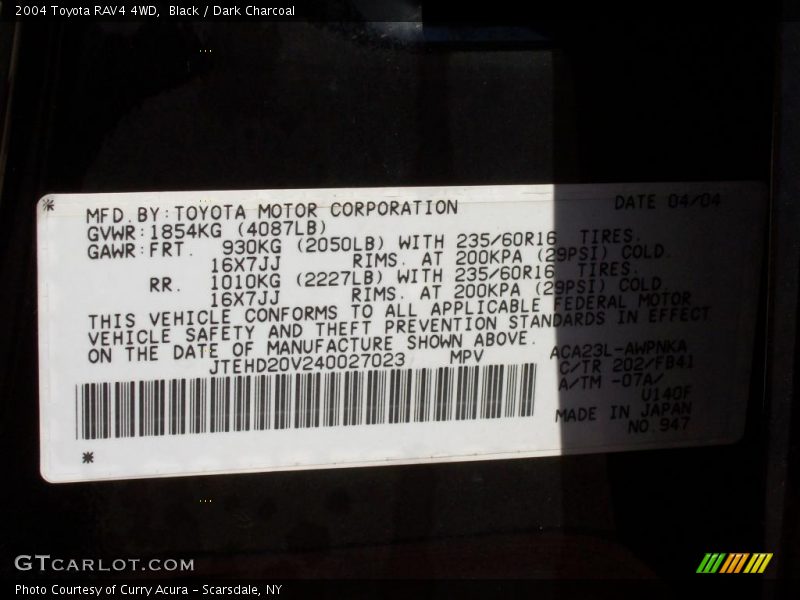 2004 Toyota RAV4 4WD,  Black / Dark Charcoal
* MFD.BY:TOYOTA MOTOR CORPORATION DATE 04/04
GVWR:1854KG (4087LB)
GAWR:FRT. 930KG (2050LB) WITH 235/60R16 TIRES.
16X7JJ RIMS. AT 200KPA (29PSI) COLD.
RR. 1010KG (2227LB) WITH 235/60R16 TIRES.
16X7JJ RIMS. AT 200KPA (29PSI) COLD.
THIS VEHICLE CONFORMS TO ALL APPLICABLE FEDERAL MOTOR
VEHICLE SAFETY AND THEFT PREVENTION STANDARDS IN EFFECT
ON THE DATE OF MANUFACTURE SHOWN ABOVE.
JTEHD20V240027023 MPV ACA23L-AWPNKA
C/TR 202/FB41
A/TM -07A/
U140F
MADE IN JAPAN
NO.947
*
GTCARLOT.COM
Photo Courtesy of Curry Acura - Scarsdale, NY